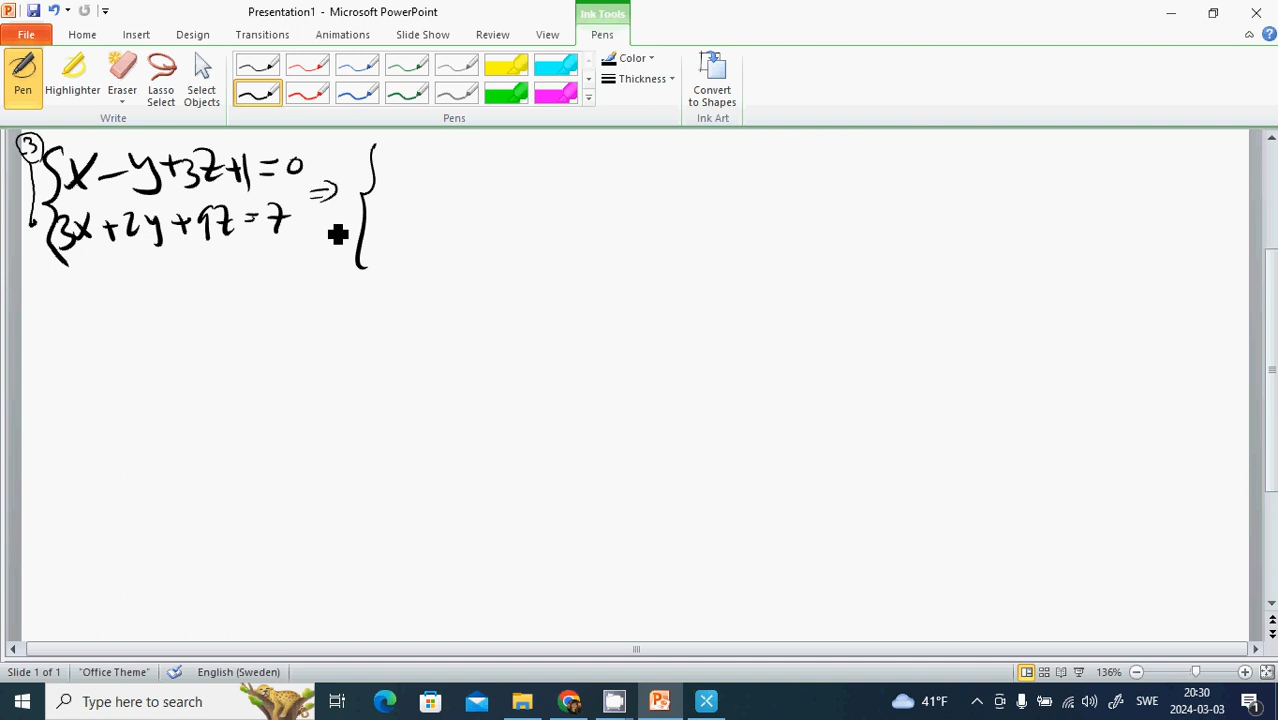 Presentation1 - Microsoft PowerPoint
Ink Tools
File Home Insert Design Transitions Animations Slide Show Review View Pens
Pen Highlighter Eraser Lasso Select Select Objects
Color
Thickness
Convert to Shapes
Write Pens Ink Art
③ { x - y + 3z + 1 = 0
3x + 2y + 9z = 7 ⇒ {
Slide 1 of 1 "Office Theme" English (Sweden) 136%
Type here to search
41°F SWE 20:30
2024-03-03
1